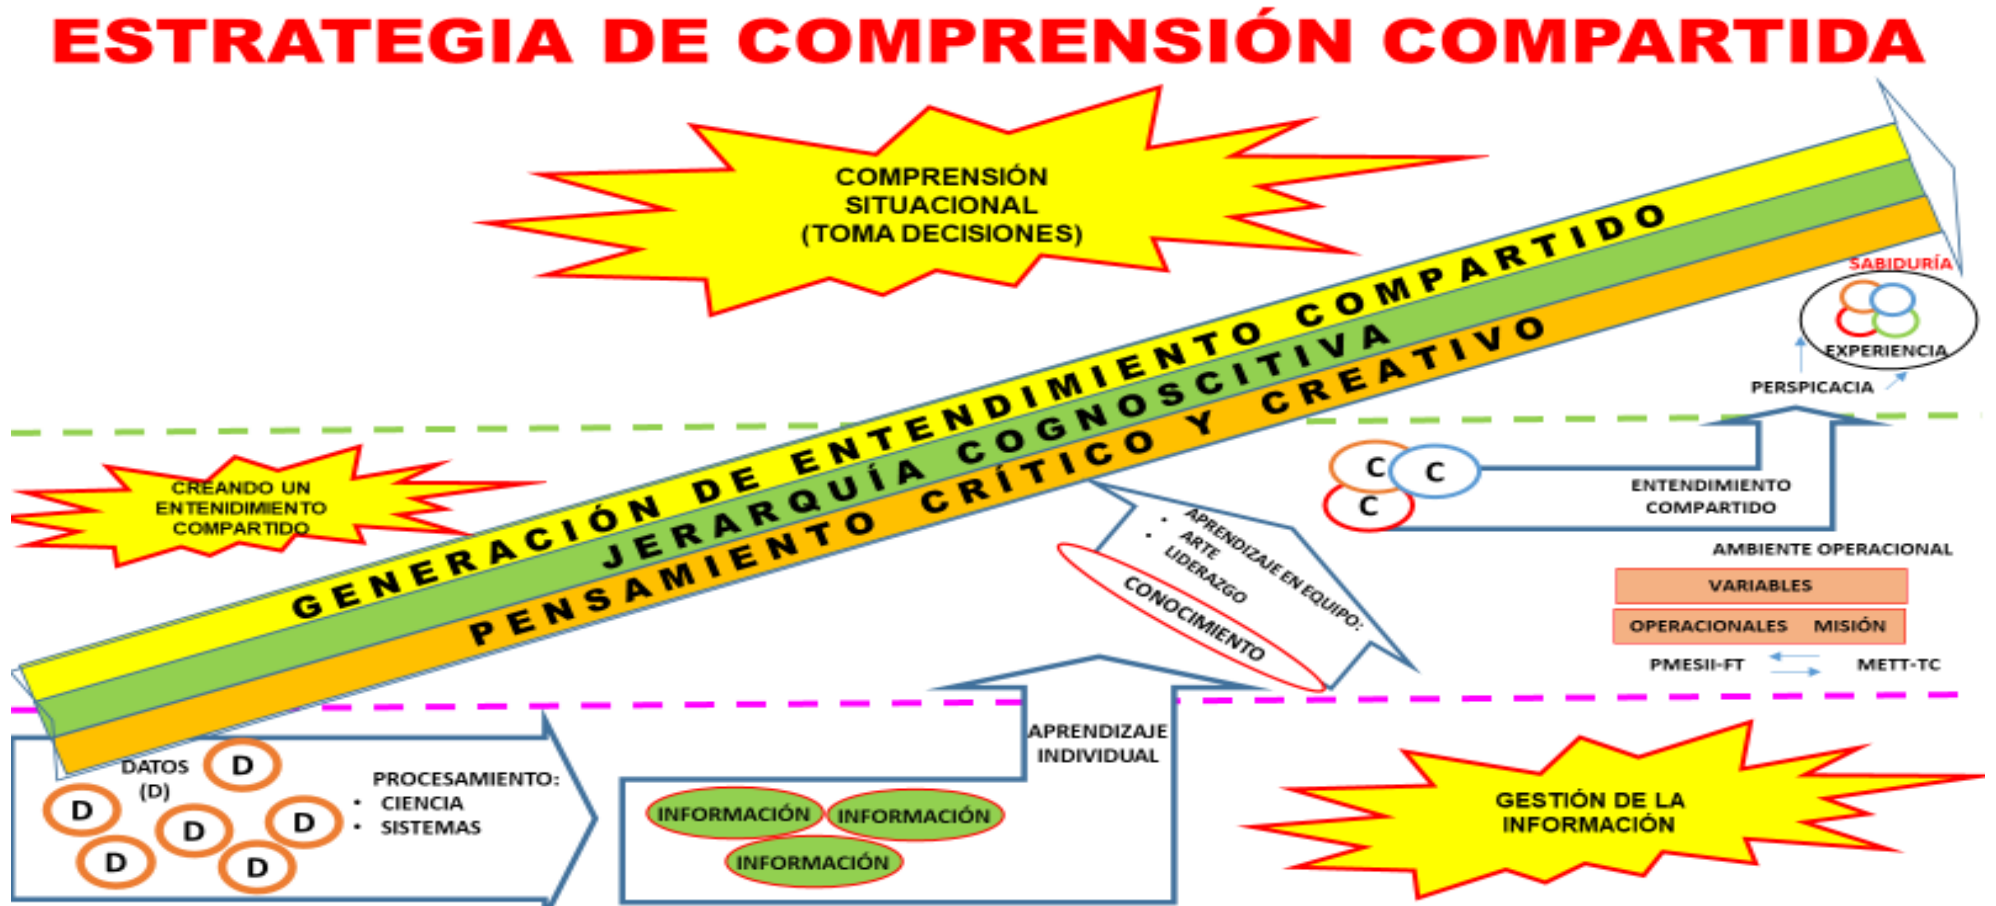 ESTRATEGIA DE COMPRENSIÓN COMPARTIDA
COMPRENSIÓN
SITUACIONAL
(TOMA DECISIONES)
GENERACIÓN DE ENTENDIMIENTO COMPARTIDO
JERARQUÍA COGNOSCITIVA
PENSAMIENTO CRÍTICO Y CREATIVO
SABIDURÍA
EXPERIENCIA
PERSPICACIA
CREANDO UN
ENTENIDIMIENTO
COMPARTIDO
C
C
C
ENTENDIMIENTO
COMPARTIDO
APRENDIZAJE EN EQUIPO:
• ARTE
• LIDERAZGO
CONOCIMIENTO
AMBIENTE OPERACIONAL
VARIABLES
OPERACIONALES MISIÓN
PMESII-FT METT-TC
DATOS
(D)
D
D
D
D
D
D
PROCESAMIENTO:
• CIENCIA
• SISTEMAS
APRENDIZAJE
INDIVIDUAL
INFORMACIÓN
INFORMACIÓN
INFORMACIÓN
GESTIÓN DE LA
INFORMACIÓN